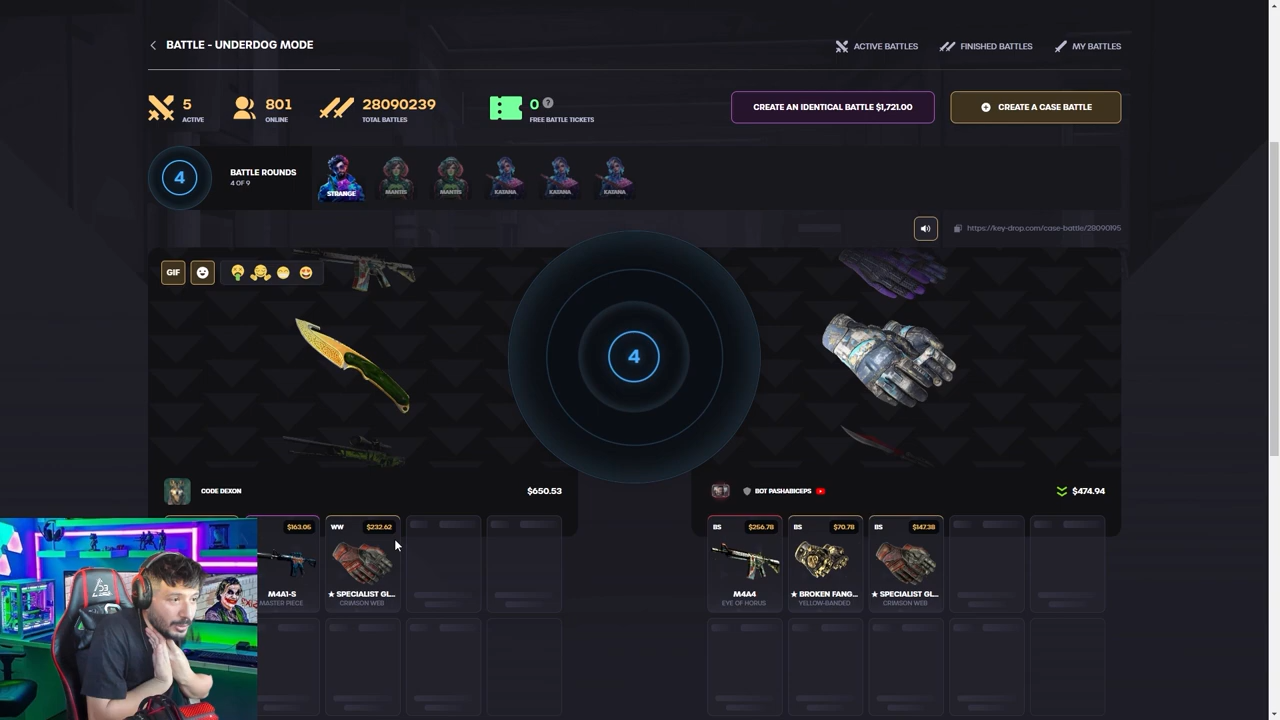 BATTLE - UNDERDOG MODE
ACTIVE BATTLES
FINISHED BATTLES
MY BATTLES
5
ACTIVE
801
ONLINE
28090239
TOTAL BATTLES
0 ?
FREE BATTLE TICKETS
CREATE AN IDENTICAL BATTLE $1,721.00
CREATE A CASE BATTLE
4
BATTLE ROUNDS
4 OF 9
STRANGE
MANTIS
MANTIS
KATANA
KATANA
KATANA
https://key-drop.com/case-battle/28090195
GIF
4
CODE DEXON
$650.53
BOT PASHABICEPS
$474.94
$163.05
M4A1-S
MASTER PIECE
WW
$232.62
★ SPECIALIST GL...
CRIMSON WEB
BS
$256.78
M4A4
EYE OF HORUS
BS
$70.78
★ BROKEN FANG...
YELLOW-BANDED
BS
$147.38
★ SPECIALIST GL...
CRIMSON WEB